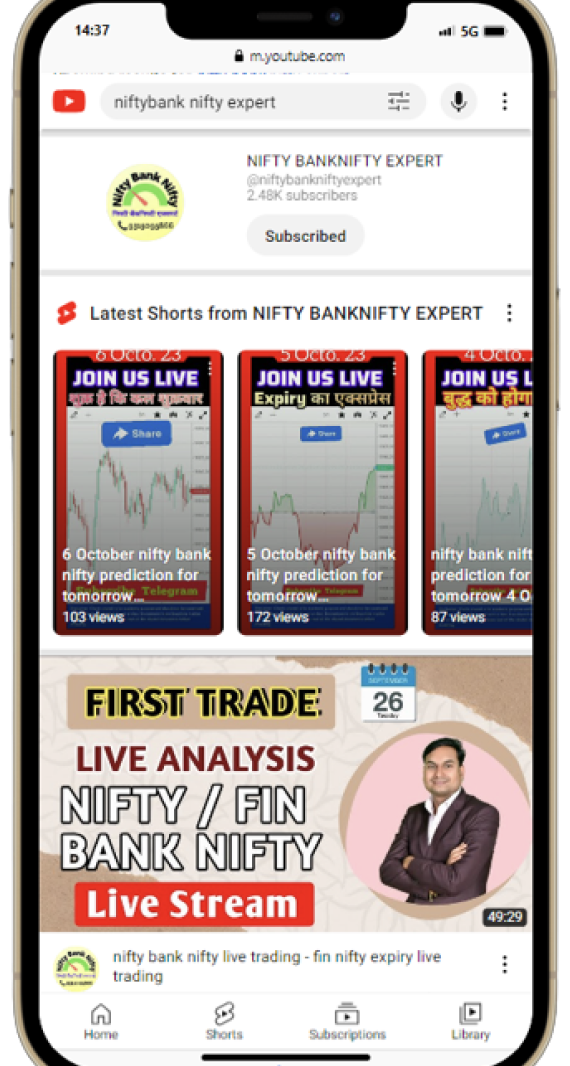 14:37
5G
m.youtube.com
niftybank nifty expert
NIFTY BANKNIFTY EXPERT
@niftybankniftyexpert
2.48K subscribers
Nifty Bank Nifty
Subscribed
Latest Shorts from NIFTY BANKNIFTY EXPERT
6 Octo. 23
JOIN US LIVE
शुक्र है कि कल शुक्रवार
Share
6 October nifty bank
nifty prediction for
tomorrow...
Telegram
103 views
5 Octo. 23
JOIN US LIVE
Expiry का एक्सप्रेस
Share
5 October nifty bank
nifty prediction for
tomorrow...
Telegram
172 views
4 Octo.
JOIN US L
बुद्ध को होगा
Share
nifty bank nift
prediction for
tomorrow 4 O
87 views
FIRST TRADE
SEPTEMBER
26
Tuesday
LIVE ANALYSIS
NIFTY / FIN
BANK NIFTY
Live Stream
49:29
nifty bank nifty live trading - fin nifty expiry live
trading
Home
Shorts
Subscriptions
Library